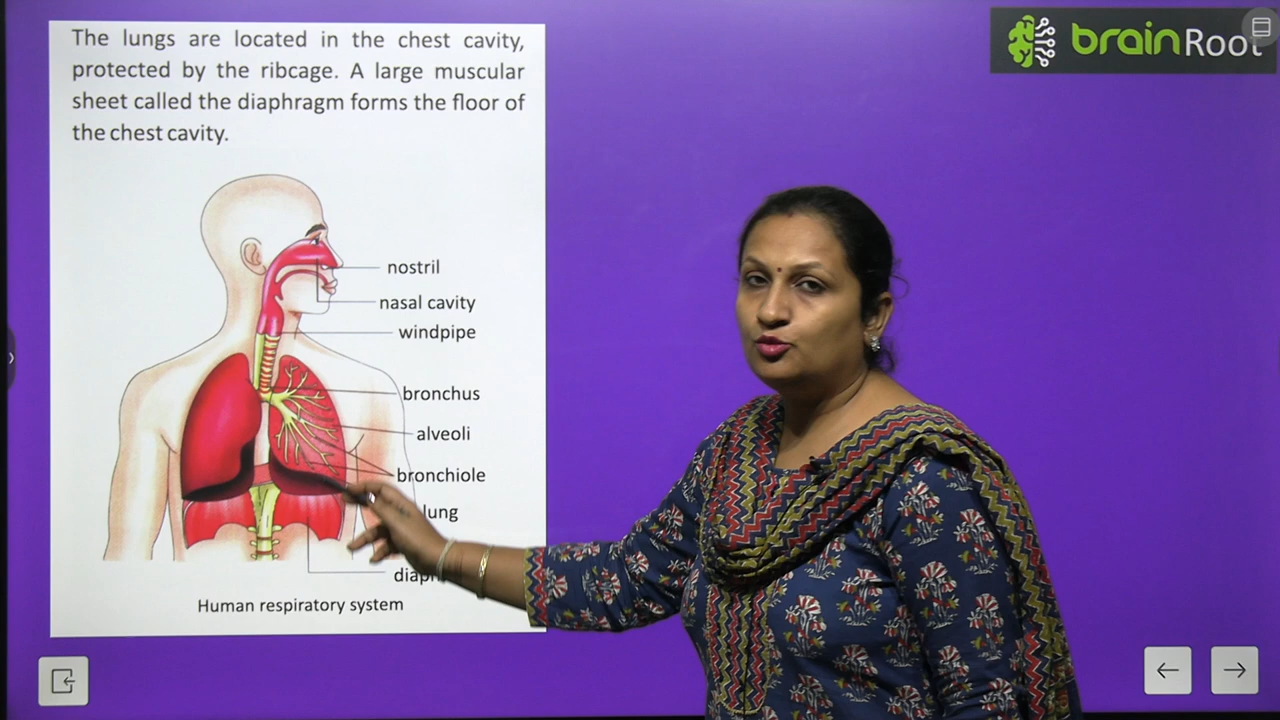 The lungs are located in the chest cavity,
protected by the ribcage. A large muscular
sheet called the diaphragm forms the floor of
the chest cavity.
brainRoot
nostril
nasal cavity
windpipe
bronchus
alveoli
bronchiole
lung
Human respiratory system